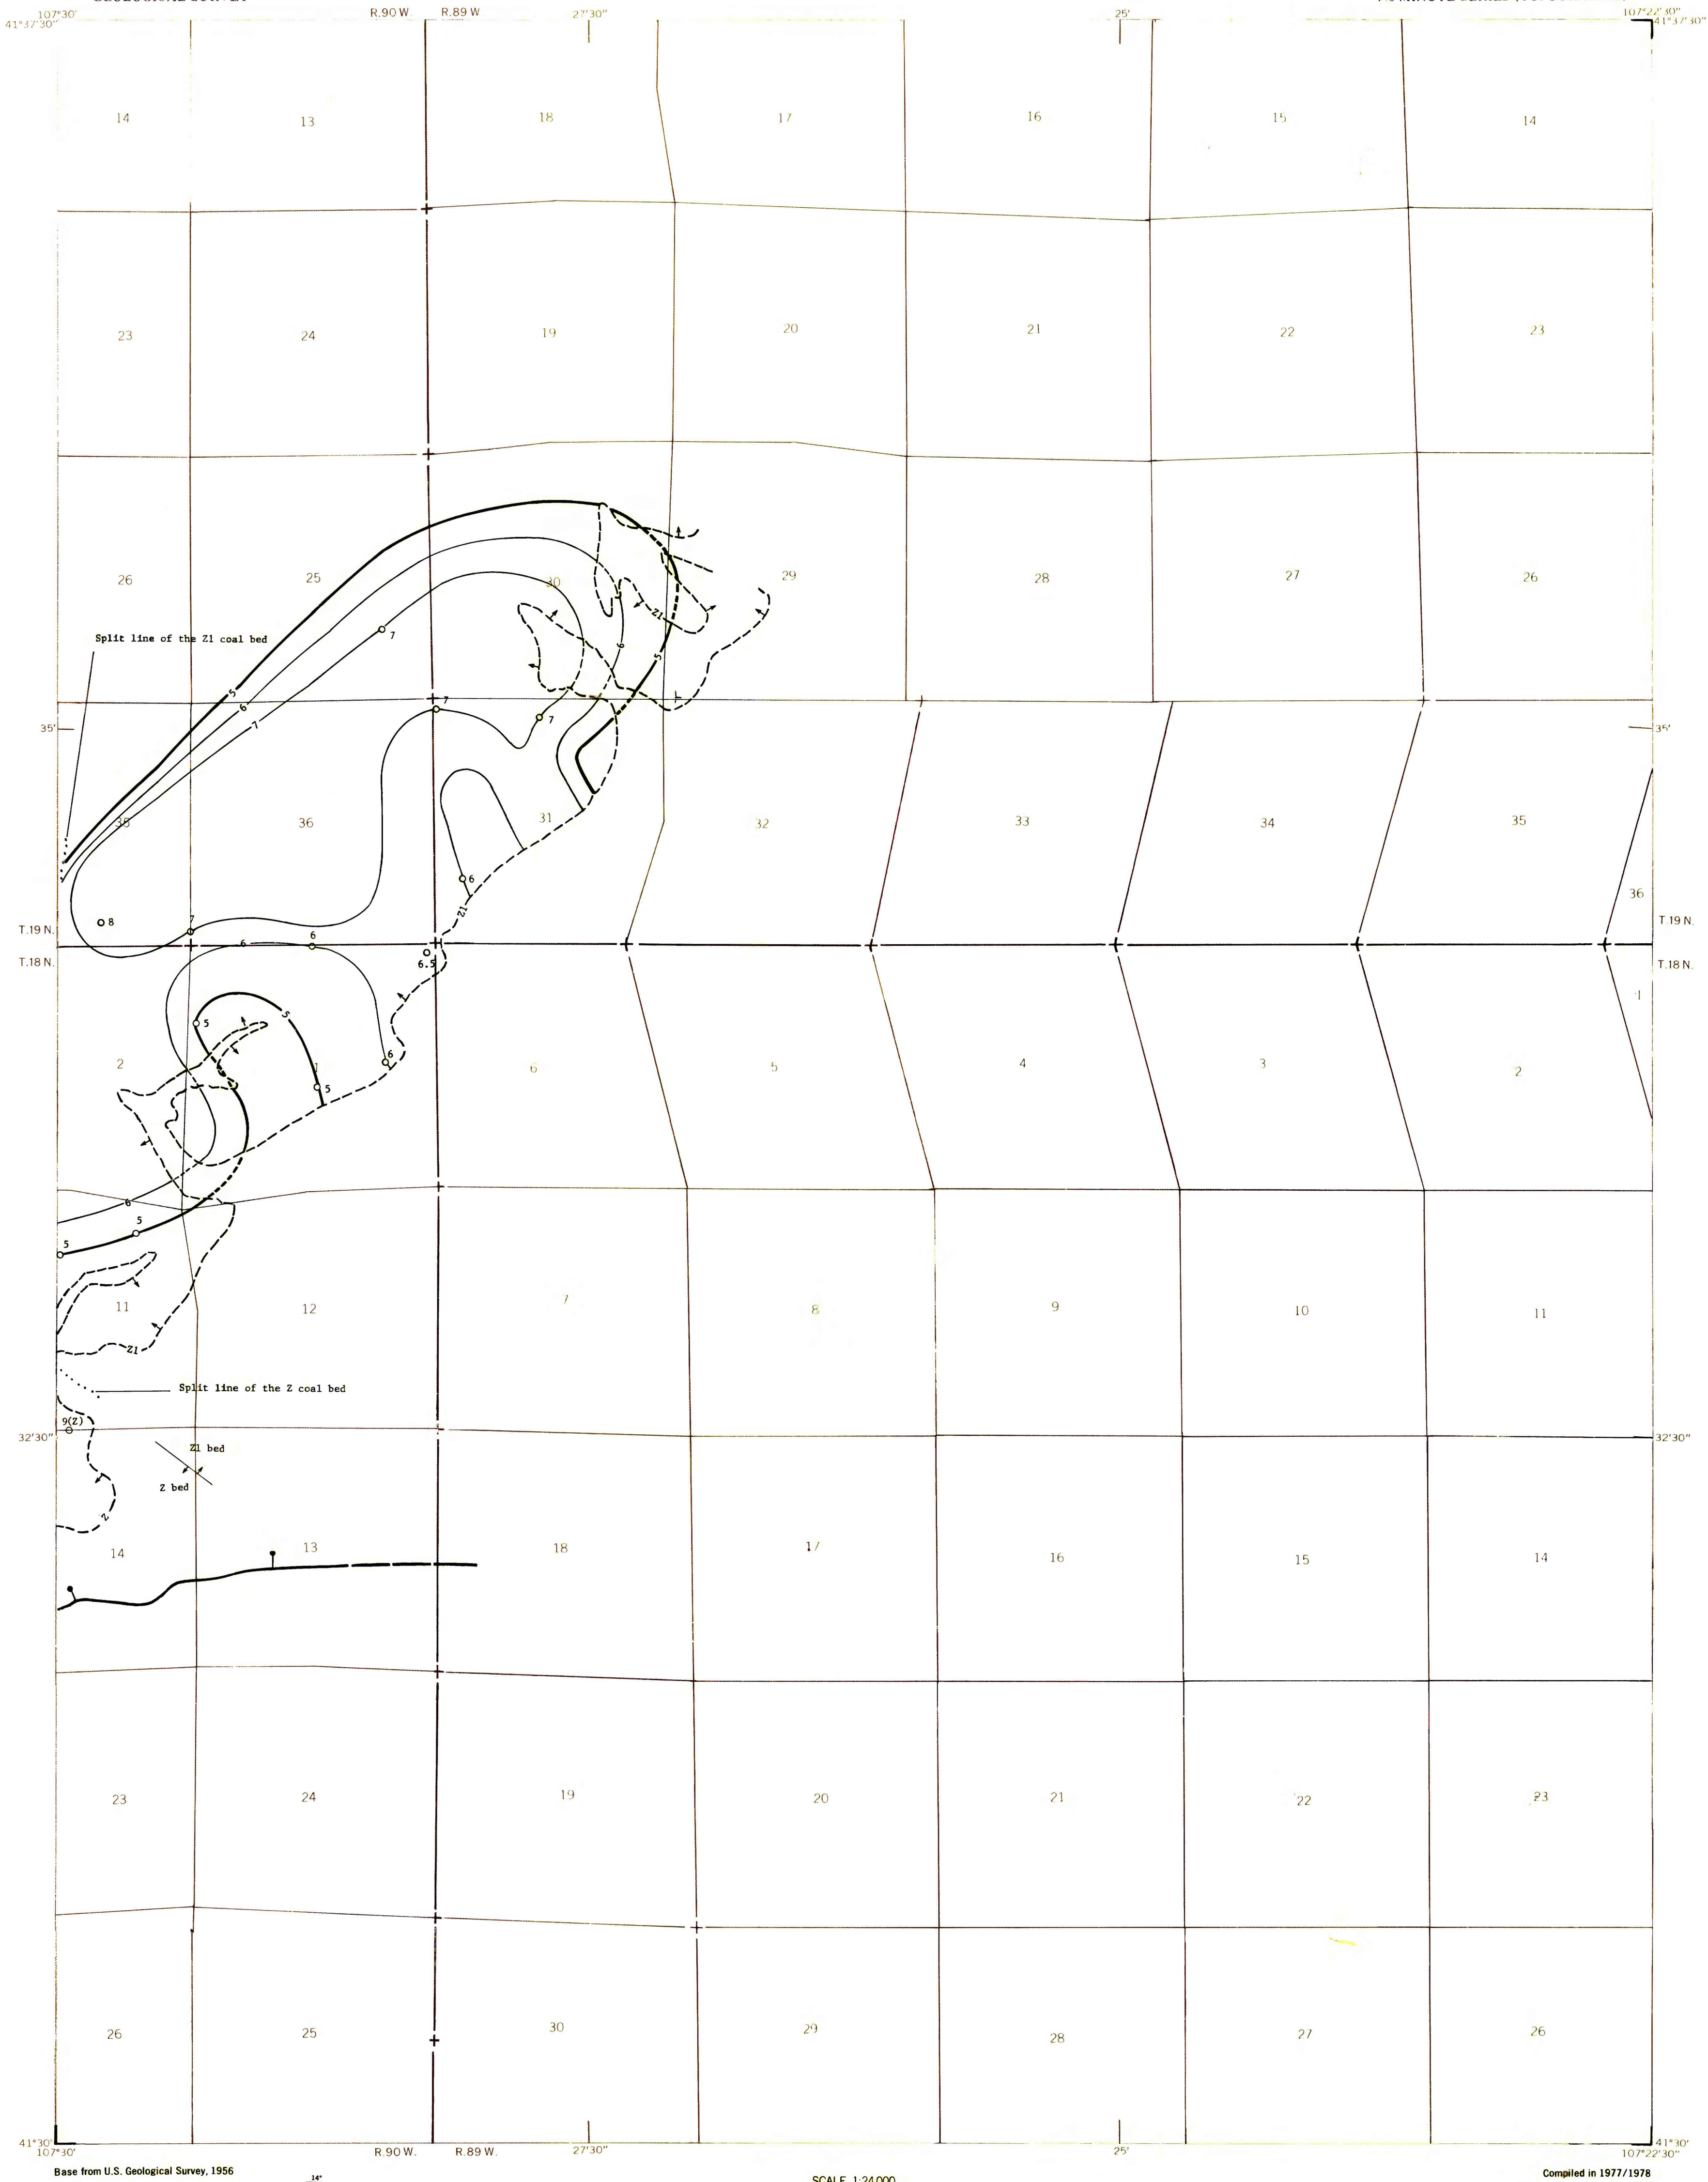 R.90 W. R.89 W
107°30' 27'30" 25' 107°22'30"
41°37'30" 41°37'30"
14 13 18 17 16 15 14
23 24 19 20 21 22 23
26 25 30 29 28 27 26
Split line of the Z1 coal bed
7
Z1
6
5
5
6
7
7
7
35' 35'
35 36 31 32 33 34 35
6
Z1
36
8
7
T.19 N. T 19 N.
6 6
6.5
T.18 N. T.18 N.
1
5 5
2 1 6 5 4 3 2
6
5
6
5
5
11 12 7 8 9 10 11
Z1
Split line of the Z coal bed
9(Z)
32'30" 32'30"
Z1 bed
Z bed
Z
14 13 18 17 16 15 14
23 24 19 20 21 22 23
26 25 30 29 28 27 26
41°30' 41°30'
107°30' R.90 W. R.89 W. 27'30" 25' 107°22'30"
Base from U.S. Geological Survey, 1956 Compiled in 1977/1978
14°
SCALE 1:24000